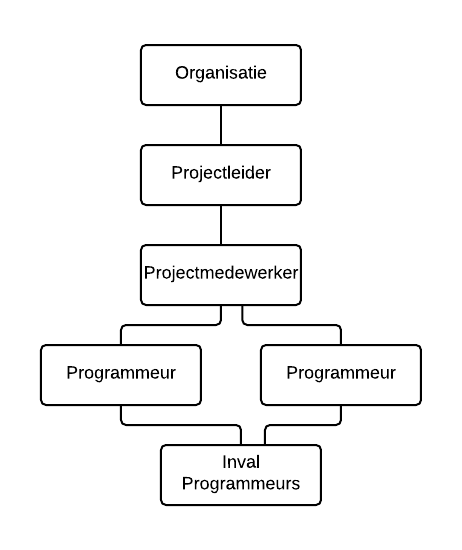 Organisatie
Projectleider
Projectmedewerker
Programmeur
Programmeur
Inval
Programmeurs